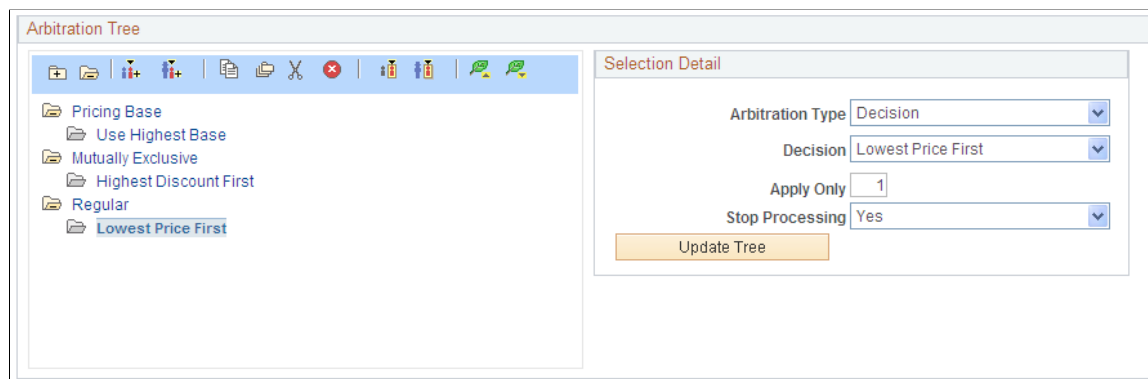 Arbitration Tree
Pricing Base
Use Highest Base
Mutually Exclusive
Highest Discount First
Regular
Lowest Price First
Selection Detail
Arbitration Type Decision
Decision Lowest Price First
Apply Only 1
Stop Processing Yes
Update Tree